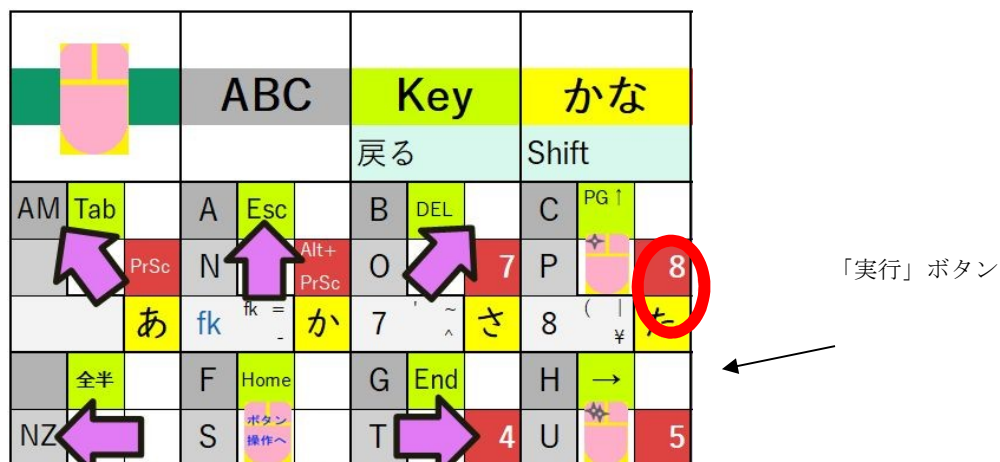 ABC Key かな
戻る Shift
AM Tab A Esc B DEL C PG↑
PrSc N Alt+ PrSc O 7 P 8 「実行」ボタン
あ fk fk = - か 7 ' ~ ^ さ 8 ( | ¥ た
全半 F Home G End H →
NZ S ボタン 操作へ T 4 U 5